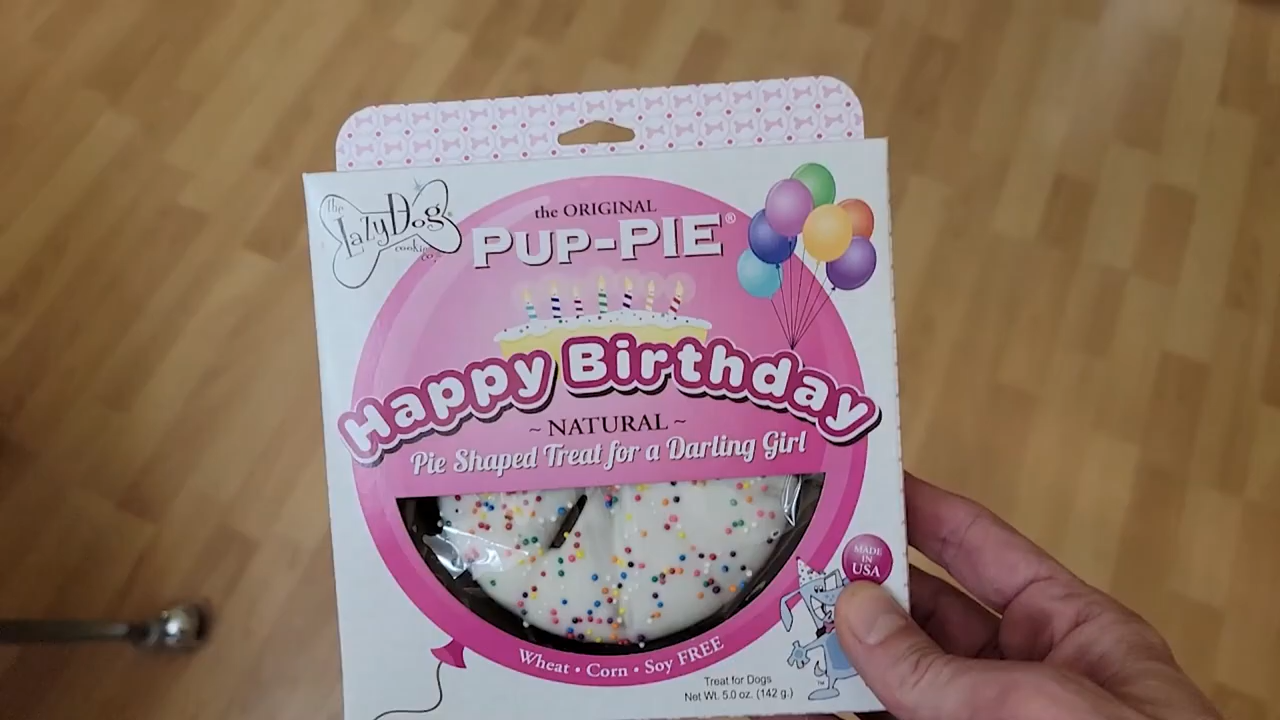 the
LaZyDog®
cookie co.
the ORIGINAL
PUP-PIE®
Happy Birthday
~ NATURAL ~
Pie Shaped Treat for a Darling Girl
MADE
IN
USA
Wheat • Corn • Soy FREE
Treat for Dogs
Net Wt. 5.0 oz. (142 g.)
TM